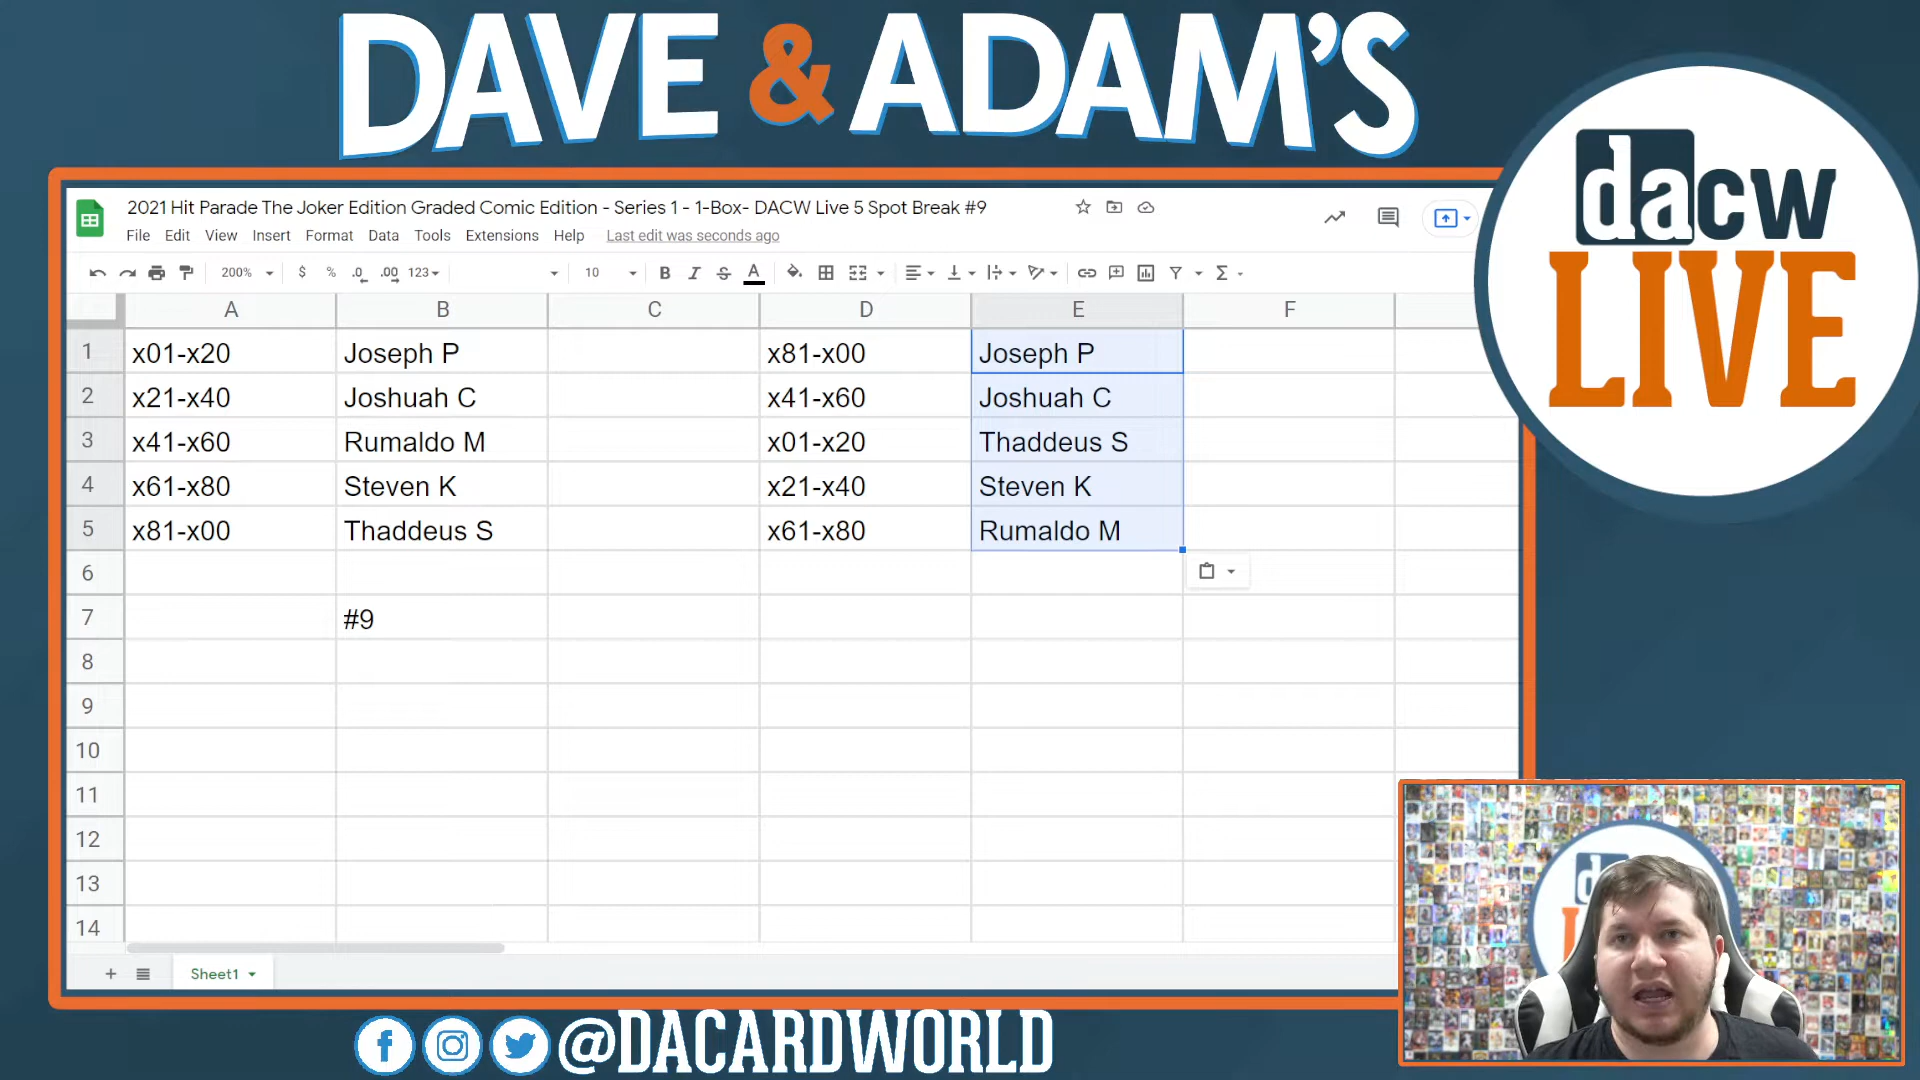 DAVE & ADAM'S
dacw
LIVE
2021 Hit Parade The Joker Edition Graded Comic Edition - Series 1 - 1-Box- DACW Live 5 Spot Break #9
File Edit View Insert Format Data Tools Extensions Help Last edit was seconds ago
200% $ % .0 .00 123 10 B I S A Σ
A B C D E F
1 x01-x20 Joseph P x81-x00 Joseph P
2 x21-x40 Joshuah C x41-x60 Joshuah C
3 x41-x60 Rumaldo M x01-x20 Thaddeus S
4 x61-x80 Steven K x21-x40 Steven K
5 x81-x00 Thaddeus S x61-x80 Rumaldo M
6
7 #9
8
9
10
11
12
13
14
+ Sheet1
@DACARDWORLD